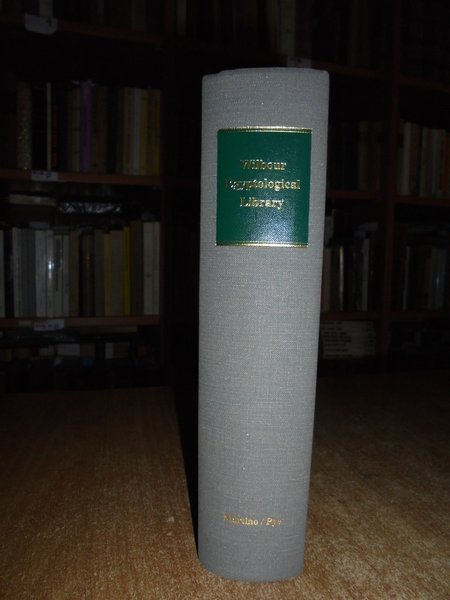 Wilbour
Egyptological
Library
Martino / Pye